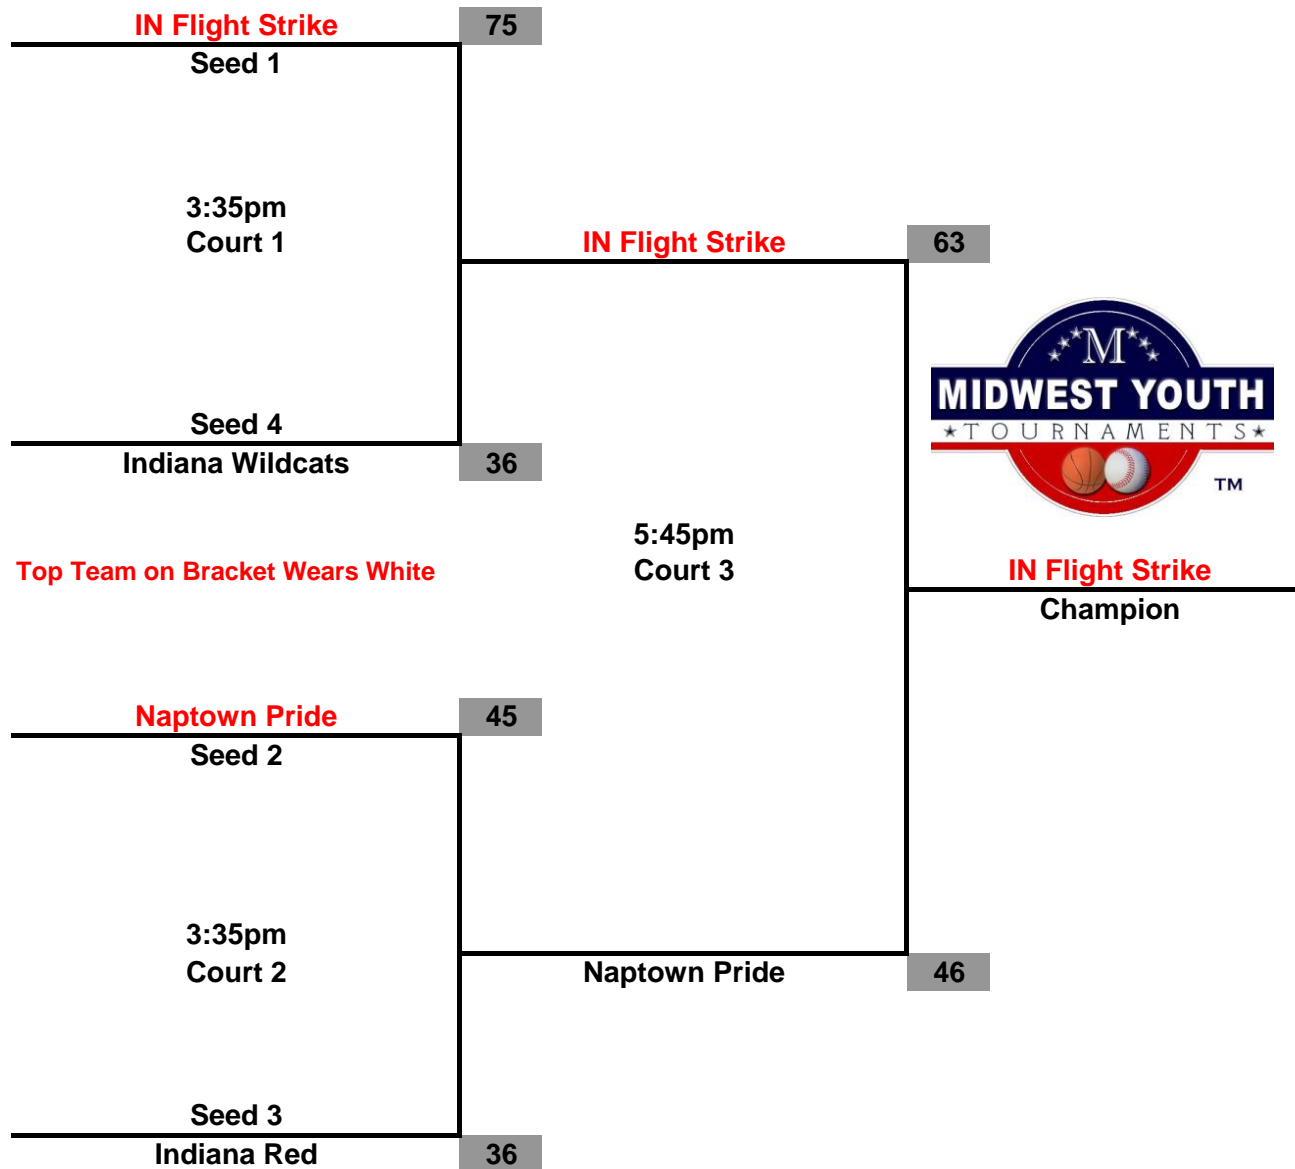 IN Flight Strike 75
Seed 1
3:35pm
Court 1
IN Flight Strike 63
M
MIDWEST YOUTH
★TOURNAMENTS★
TM
Seed 4
Indiana Wildcats 36
5:45pm
Top Team on Bracket Wears White
Court 3
IN Flight Strike
Champion
Naptown Pride 45
Seed 2
3:35pm
Court 2
Naptown Pride 46
Seed 3
Indiana Red 36